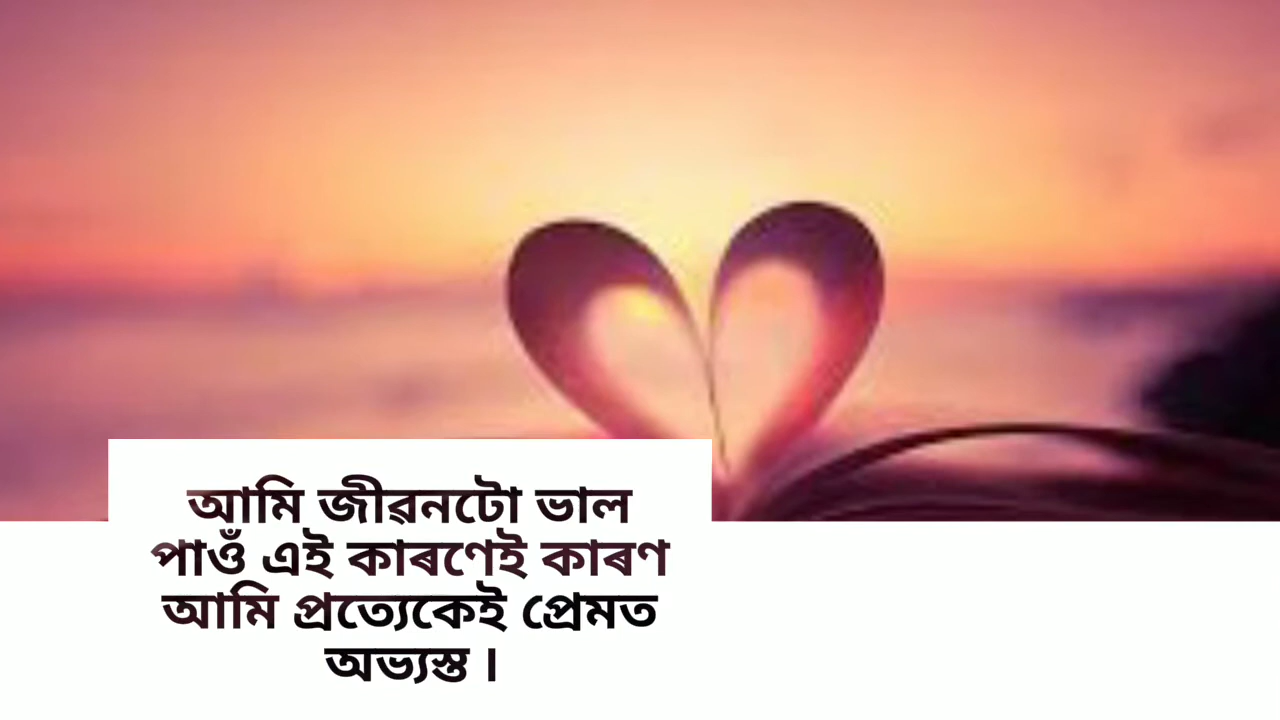 আমি জীৱনটো ভাল
পাওঁ এই কাৰণেই কাৰণ
আমি প্ৰত্যেকেই প্ৰেমত
অভ্যস্ত ।